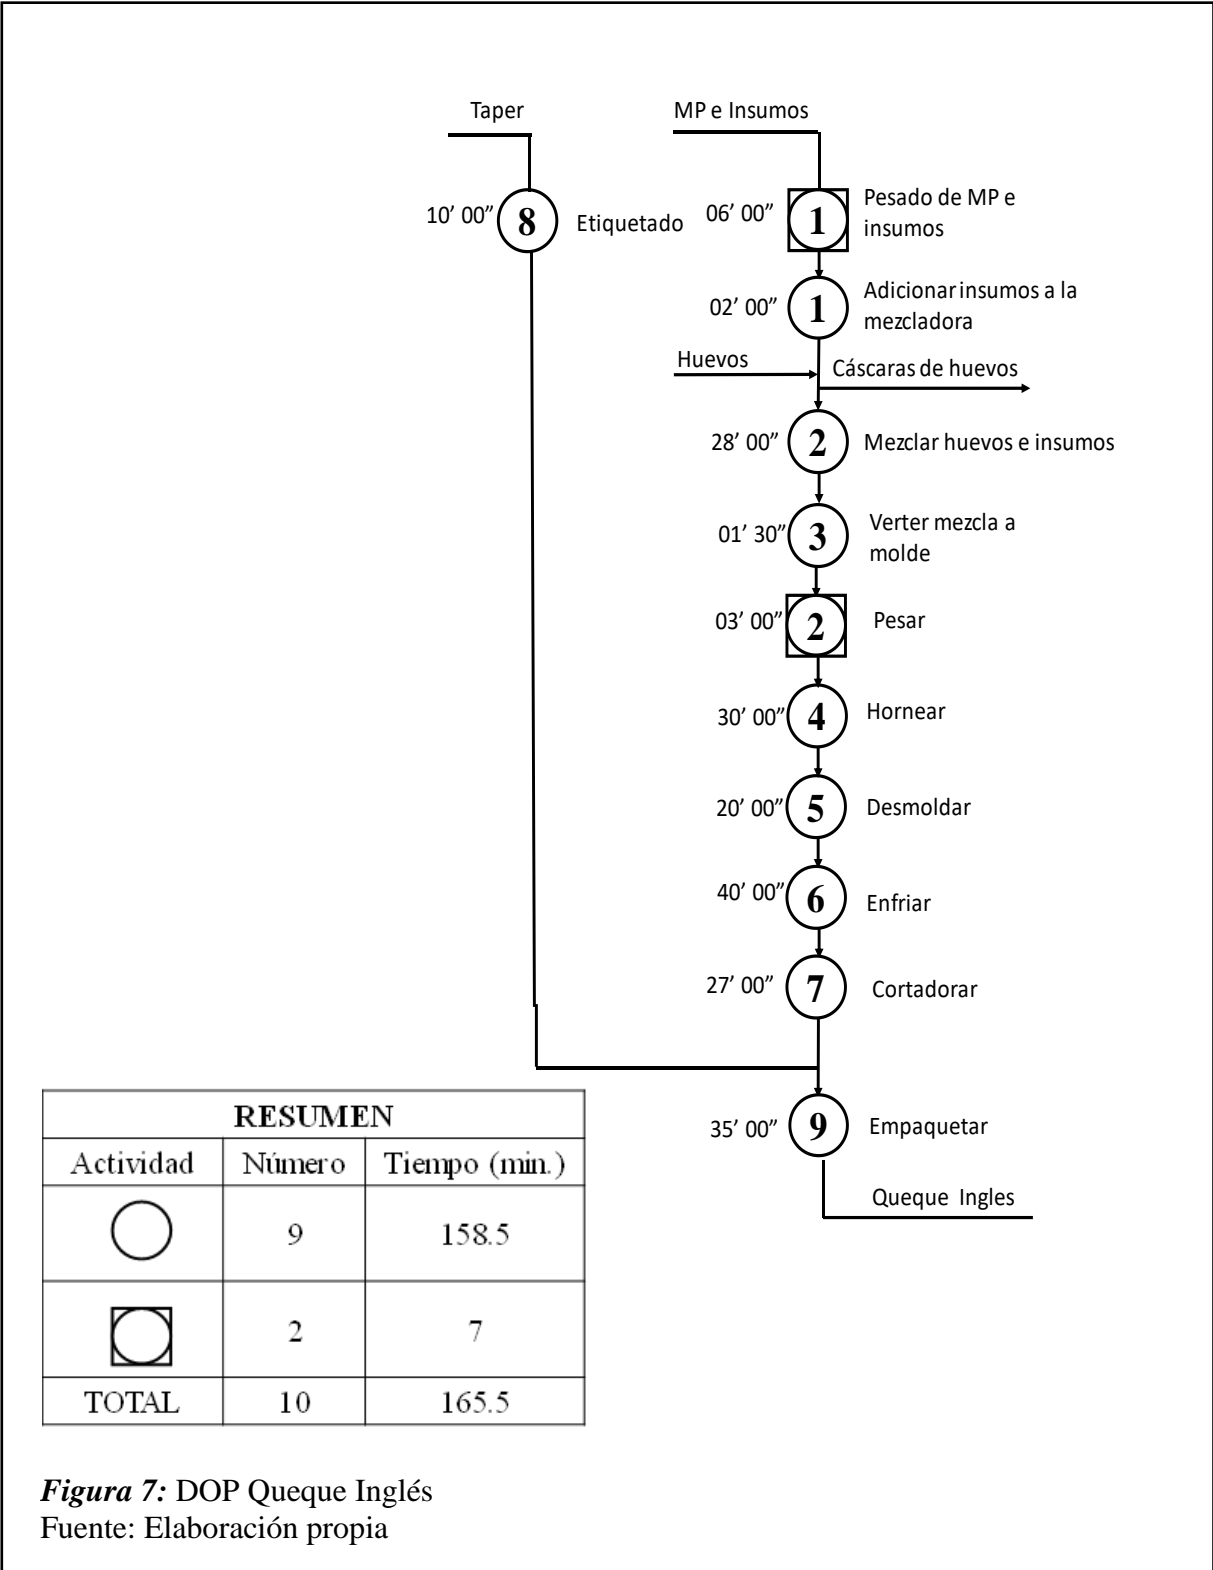 Taper
MP e Insumos
10’ 00”
8
Etiquetado
06’ 00”
1
Pesado de MP e
insumos
02’ 00”
1
Adicionar insumos a la
mezcladora
Huevos
Cáscaras de huevos
28’ 00”
2
Mezclar huevos e insumos
01’ 30”
3
Verter mezcla a
molde
03’ 00”
2
Pesar
30’ 00”
4
Hornear
20’ 00”
5
Desmoldar
40’ 00”
6
Enfriar
27’ 00”
7
Cortadorar
35’ 00”
9
Empaquetar
Queque Ingles
RESUMEN
Actividad Número Tiempo (min.)
9 158.5
2 7
TOTAL 10 165.5
Figura 7: DOP Queque Inglés
Fuente: Elaboración propia